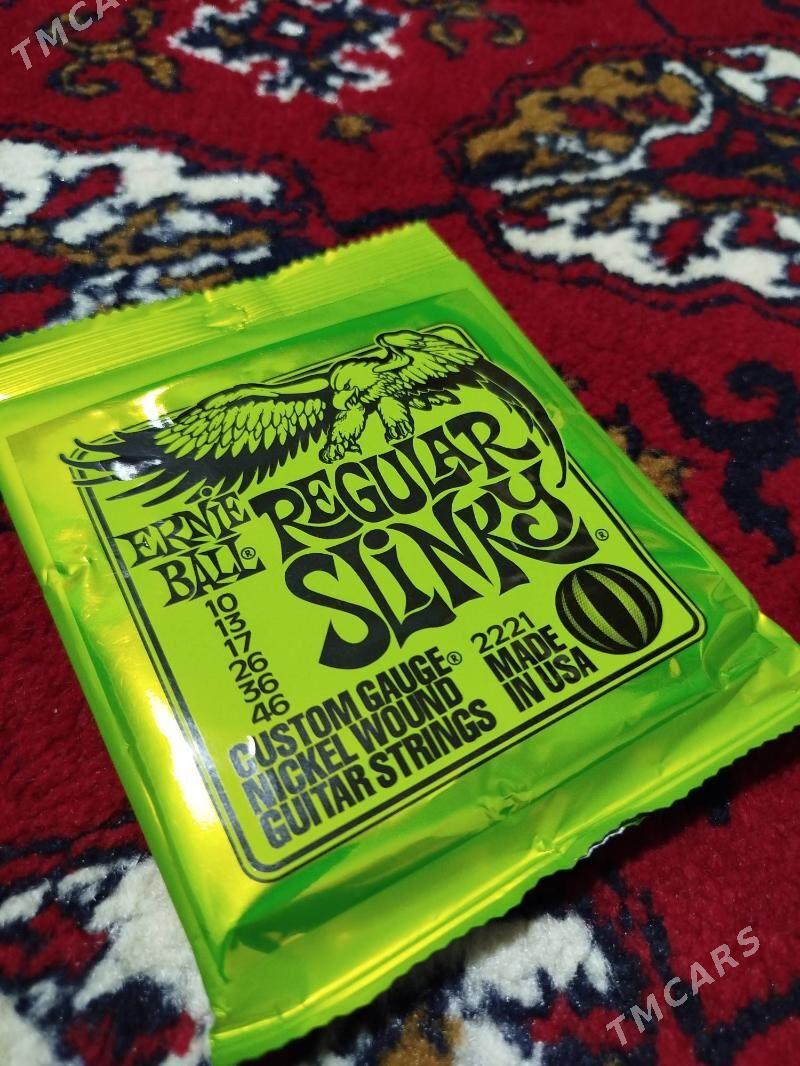 TMCARS
ERNIE
BALL®
REGULAR
SLINKY®
10
13
17
26
36
46
CUSTOM GAUGE®
NICKEL WOUND
GUITAR STRINGS
2221
MADE
IN USA
TMCARS